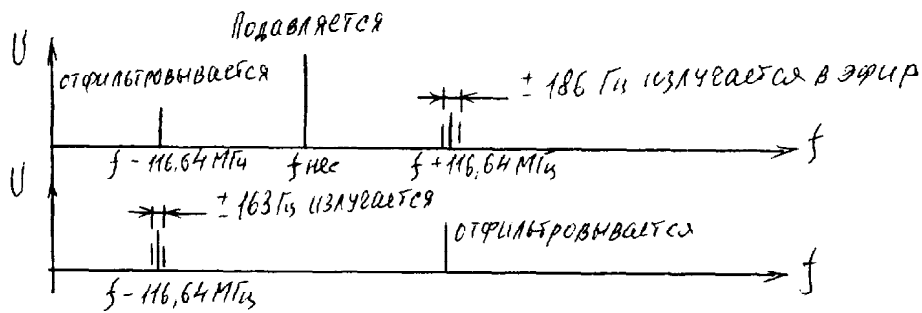 U
Подавляется
отфильтровывается
± 186 Гц излучается в эфир
f - 116,64 МГц
fнес
f + 116,64 МГц
f
U
± 163 Гц излучается
отфильтровывается
f - 116,64 МГц
f